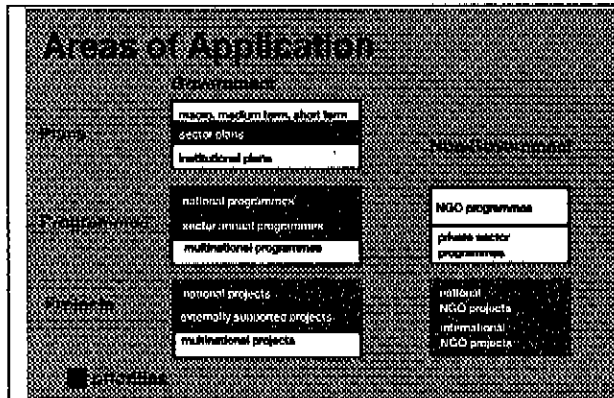 Areas of Application
Government
macro, medium term, short term
Plans
sector plans
institutional plans
Non-Government
national programmes
NGO programmes
Programmes
sector annual programmes
multinational programmes
private sector
programmes
national projects
national
NGO projects
Projects
externally supported projects
international
NGO projects
multinational projects
priorities